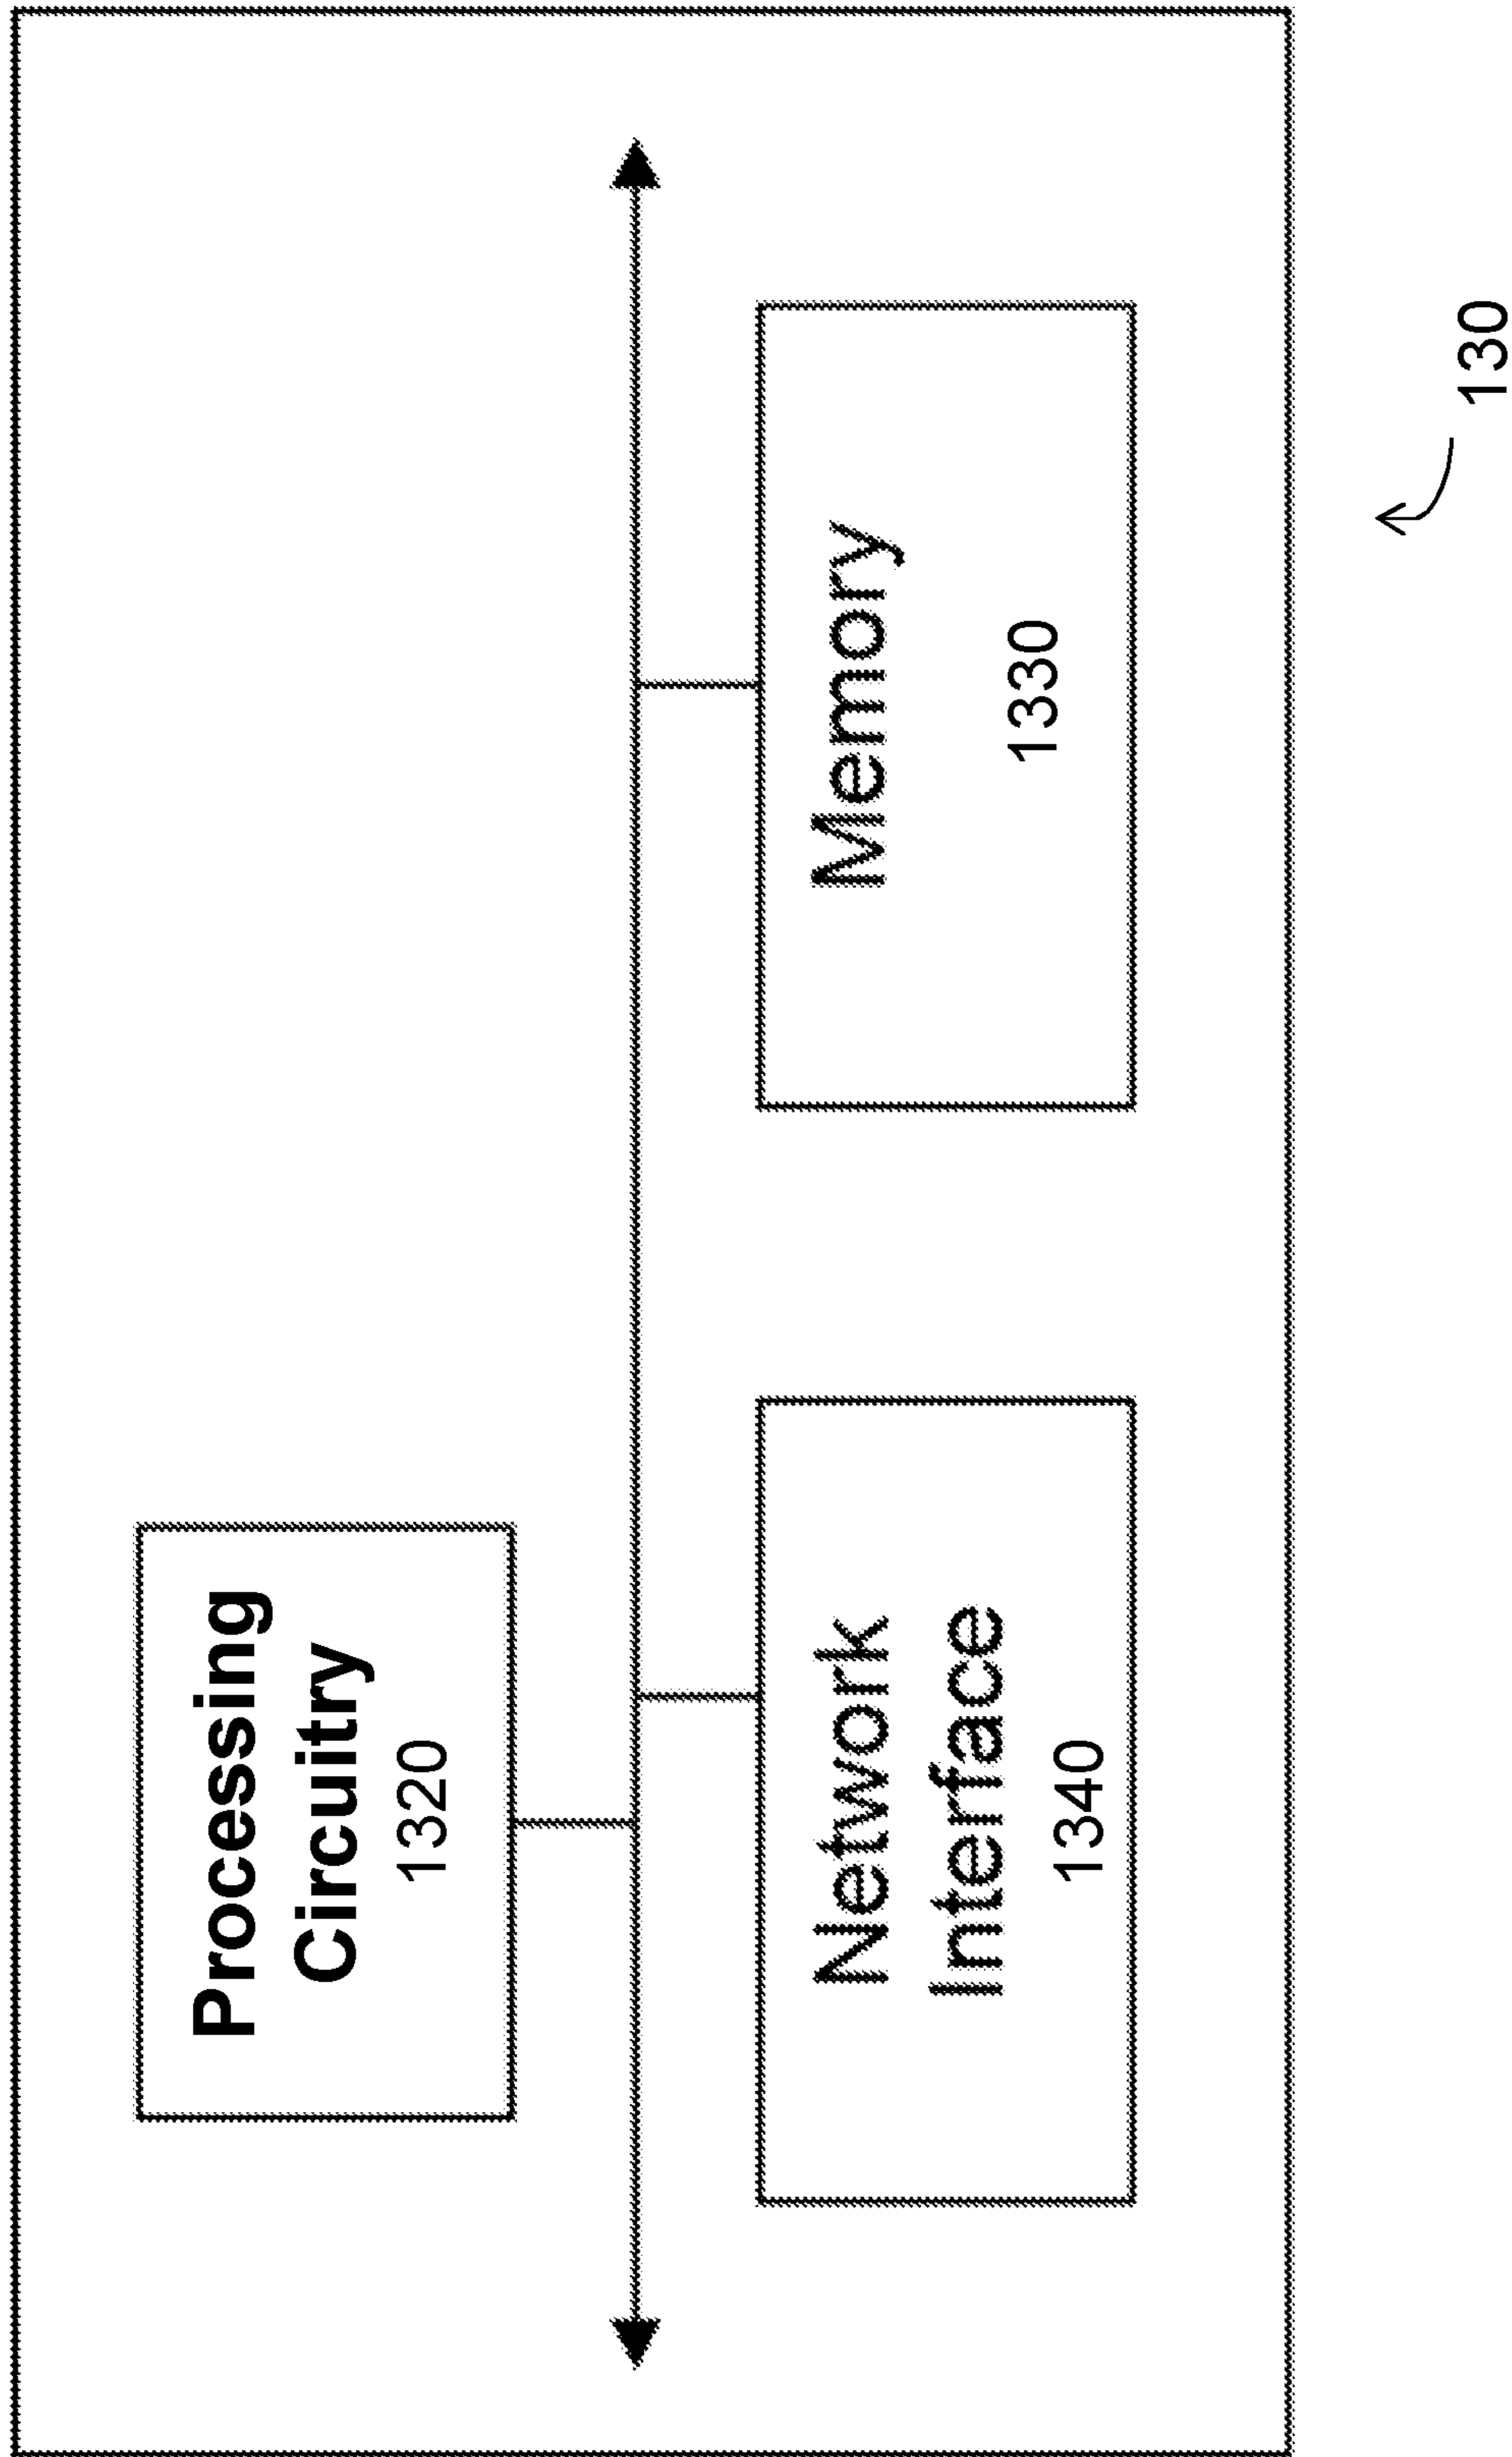 Processing
Circuitry
1320
Network
Interface
1340
Memory
1330
130